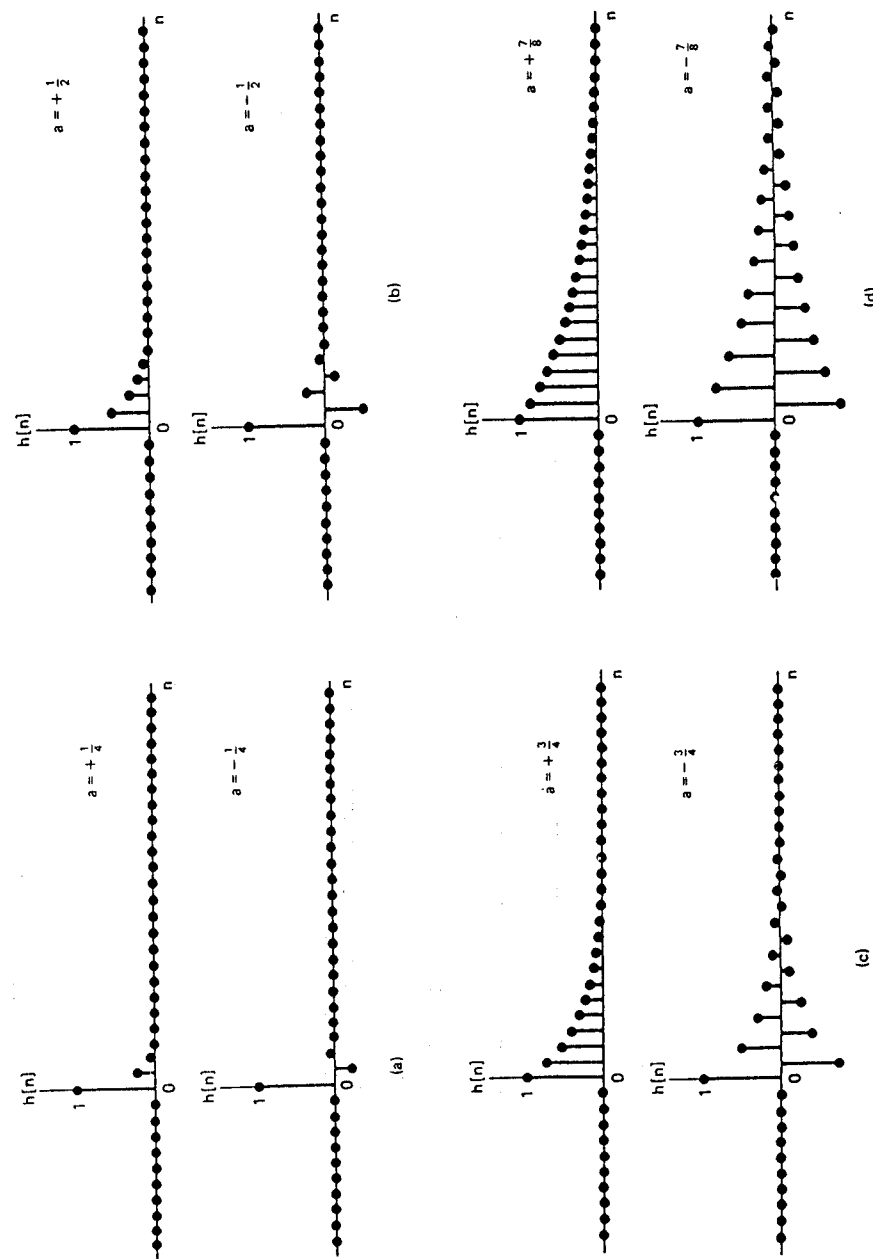 h[n]
1
0
n
a = + 1/4
h[n]
1
0
n
a = − 1/4
(a)
h[n]
1
0
n
a = + 1/2
h[n]
1
0
n
a = − 1/2
(b)
h[n]
1
0
n
a = + 3/4
h[n]
1
0
n
a = − 3/4
(c)
h[n]
1
0
n
a = + 7/8
h[n]
1
0
n
a = − 7/8
(d)